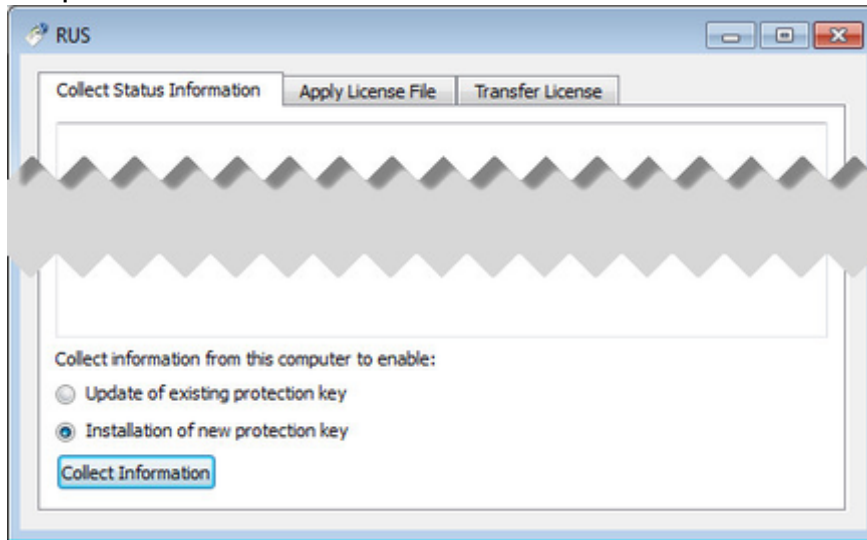 RUS
Collect Status Information Apply License File Transfer License
Collect information from this computer to enable:
Update of existing protection key
Installation of new protection key
Collect Information